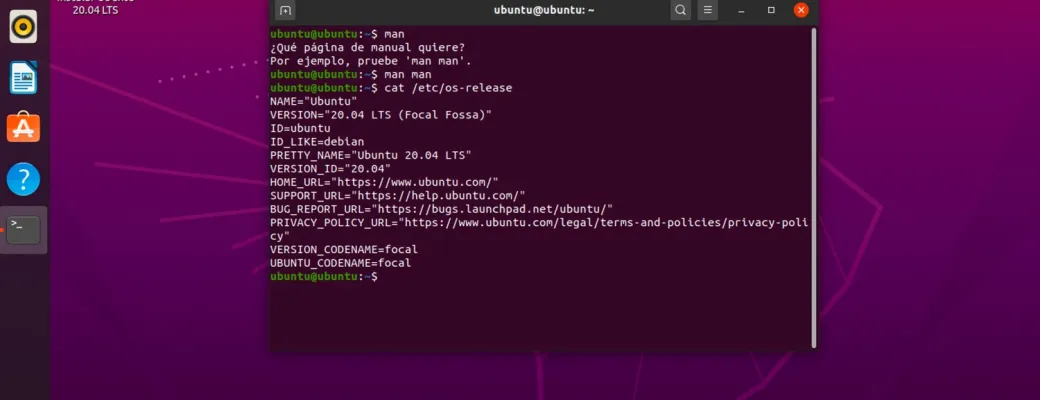 20.04 LTS
ubuntu@ubuntu: ~
ubuntu@ubuntu:~$ man
¿Qué página de manual quiere?
Por ejemplo, pruebe 'man man'.
ubuntu@ubuntu:~$ man man
ubuntu@ubuntu:~$ cat /etc/os-release
NAME="Ubuntu"
VERSION="20.04 LTS (Focal Fossa)"
ID=ubuntu
ID_LIKE=debian
PRETTY_NAME="Ubuntu 20.04 LTS"
VERSION_ID="20.04"
HOME_URL="https://www.ubuntu.com/"
SUPPORT_URL="https://help.ubuntu.com/"
BUG_REPORT_URL="https://bugs.launchpad.net/ubuntu/"
PRIVACY_POLICY_URL="https://www.ubuntu.com/legal/terms-and-policies/privacy-poli
cy"
VERSION_CODENAME=focal
UBUNTU_CODENAME=focal
ubuntu@ubuntu:~$